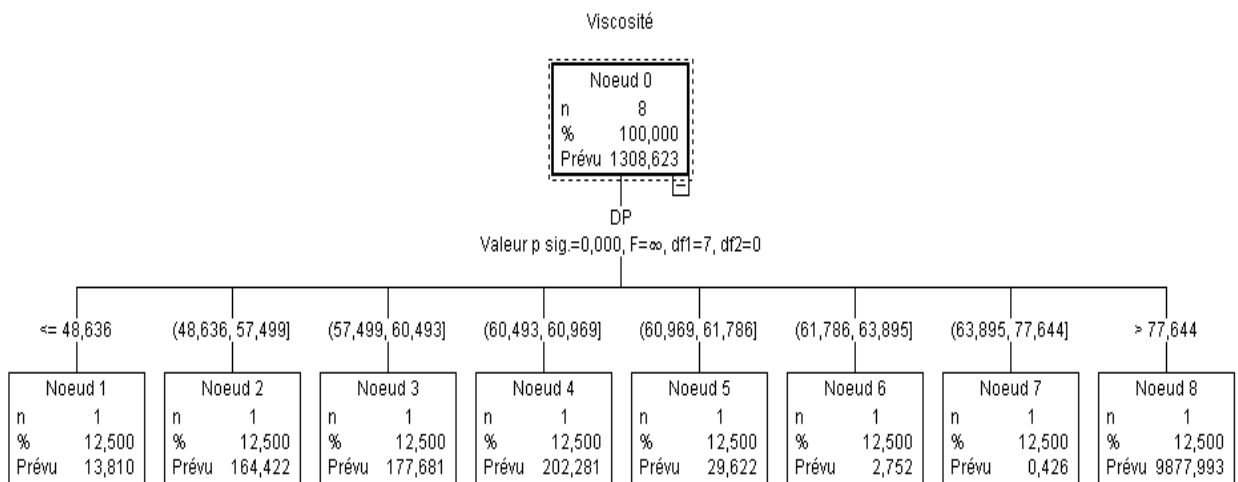 Viscosité
Noeud 0
n 8
% 100,000
Prévu 1308,623
DP
Valeur p sig.=0,000, F=∞, df1=7, df2=0
<= 48,636
(48,636, 57,499]
(57,499, 60,493]
(60,493, 60,969]
(60,969, 61,786]
(61,786, 63,895]
(63,895, 77,644]
> 77,644
Noeud 1
n 1
% 12,500
Prévu 13,810
Noeud 2
n 1
% 12,500
Prévu 164,422
Noeud 3
n 1
% 12,500
Prévu 177,681
Noeud 4
n 1
% 12,500
Prévu 202,281
Noeud 5
n 1
% 12,500
Prévu 29,622
Noeud 6
n 1
% 12,500
Prévu 2,752
Noeud 7
n 1
% 12,500
Prévu 0,426
Noeud 8
n 1
% 12,500
Prévu 9877,993